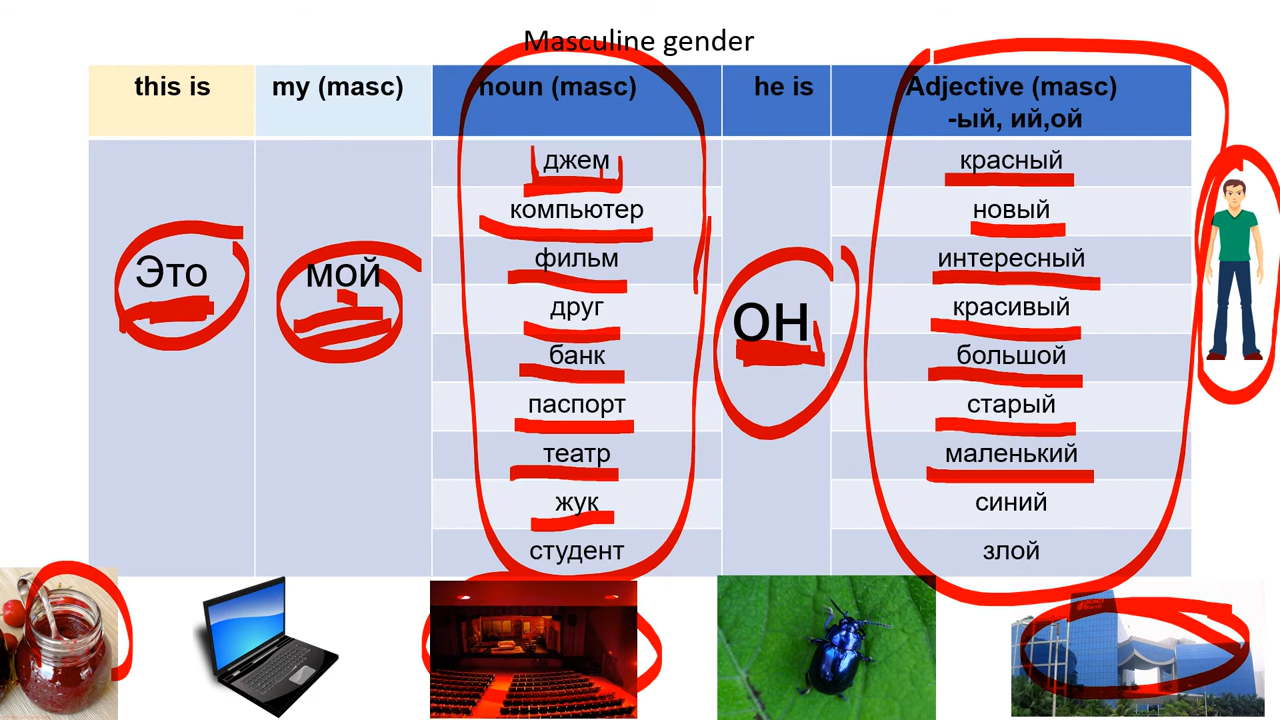 Masculine gender
this is
my (masc)
noun (masc)
he is
Adjective (masc)
-ый, ий,ой
Это
мой
джем
компьютер
фильм
друг
банк
паспорт
театр
жук
студент
он
красный
новый
интересный
красивый
большой
старый
маленький
синий
злой